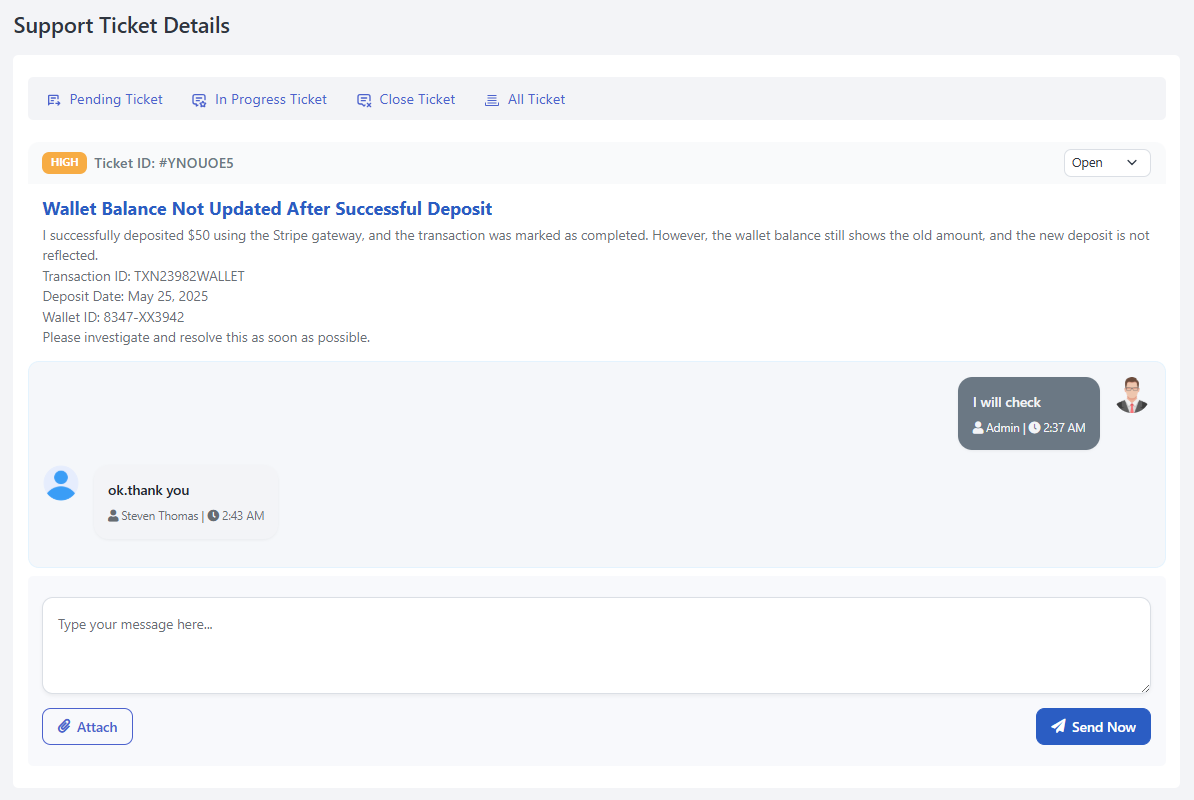 Support Ticket Details
Pending Ticket In Progress Ticket Close Ticket All Ticket
HIGH Ticket ID: #YNOUOE5 Open
Wallet Balance Not Updated After Successful Deposit
I successfully deposited $50 using the Stripe gateway, and the transaction was marked as completed. However, the wallet balance still shows the old amount, and the new deposit is not
reflected.
Transaction ID: TXN23982WALLET
Deposit Date: May 25, 2025
Wallet ID: 8347-XX3942
Please investigate and resolve this as soon as possible.
I will check
Admin | 2:37 AM
ok.thank you
Steven Thomas | 2:43 AM
Type your message here...
Attach Send Now